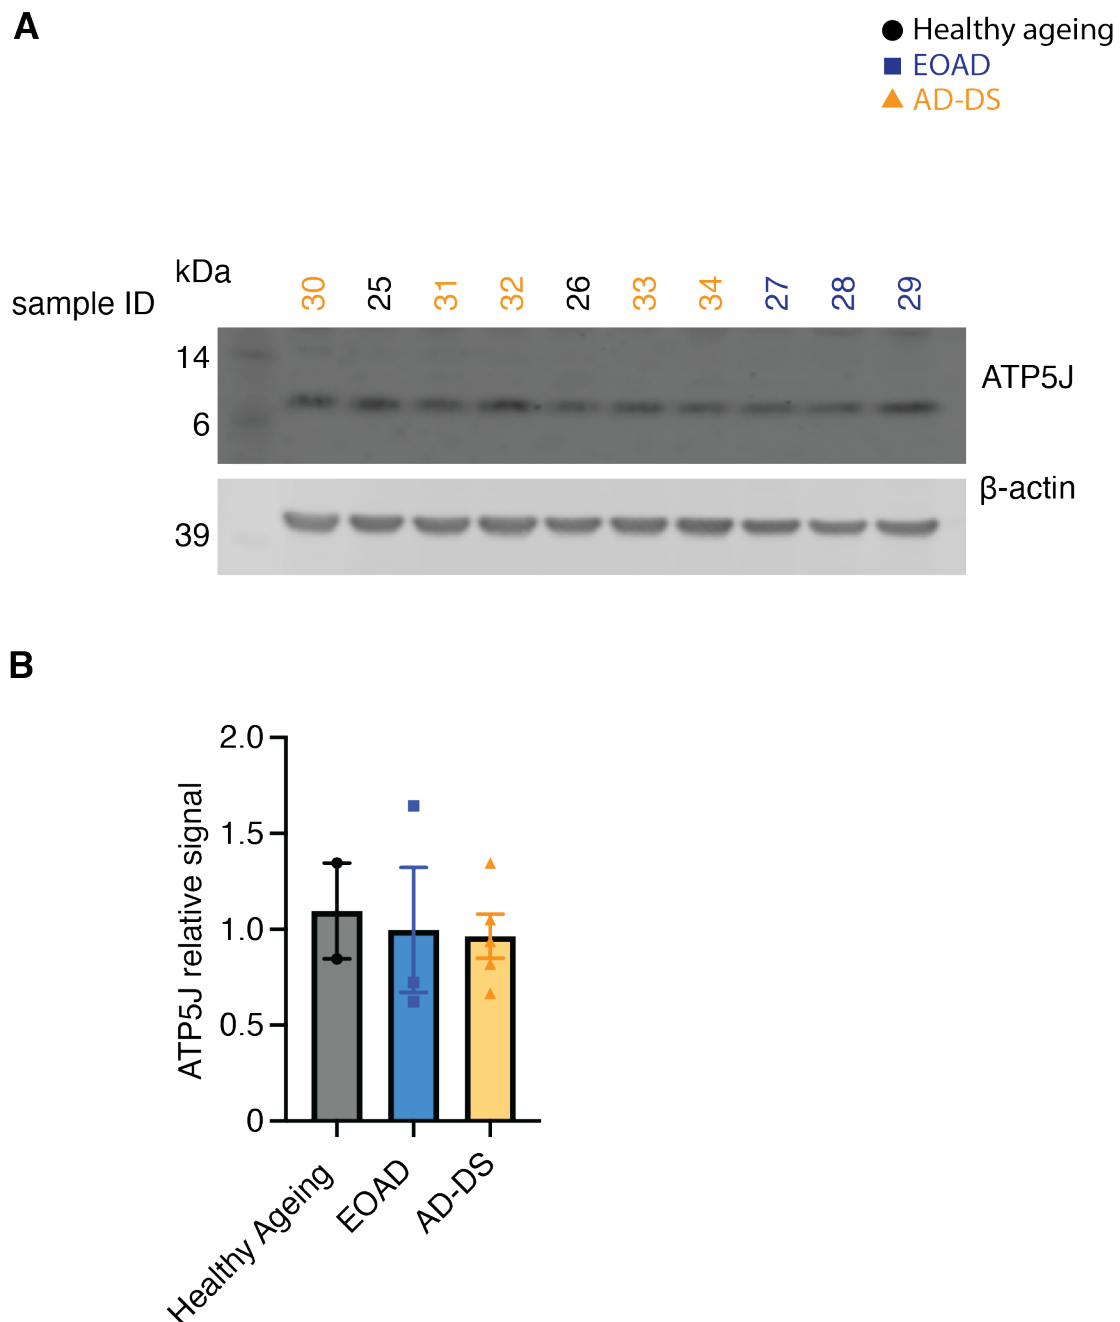 A
Healthy ageing
EOAD
AD-DS
kDa
sample ID
30 25 31 32 26 33 34 27 28 29
14
ATP5J
6
β-actin
39
B
ATP5J relative signal
2.0
1.5
1.0
0.5
0
Healthy Ageing
EOAD
AD-DS